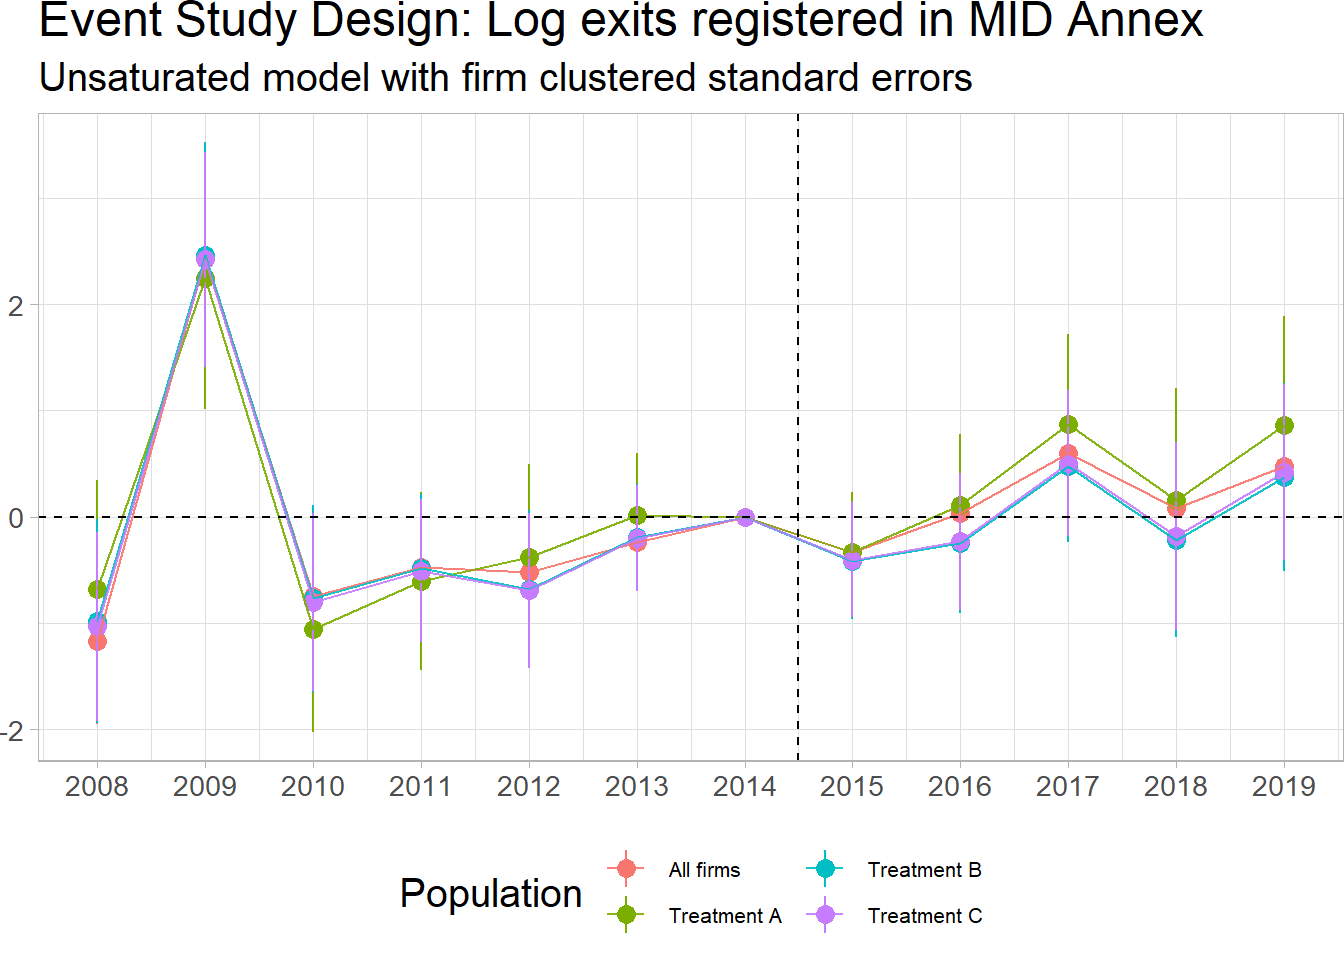 Event Study Design: Log exits registered in MID Annex
Unsaturated model with firm clustered standard errors
2
0
-2
2008 2009 2010 2011 2012 2013 2014 2015 2016 2017 2018 2019
Population
All firms
Treatment A
Treatment B
Treatment C